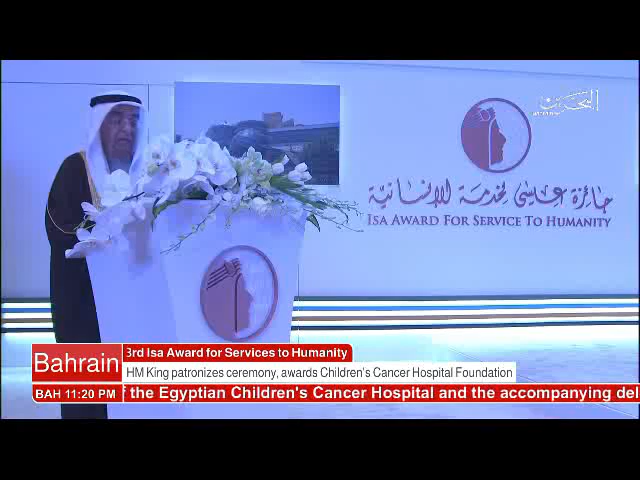 البحرين
جائزة عيسى لخدمة الإنسانية
ISA AWARD FOR SERVICE TO HUMANITY
3rd Isa Award for Services to Humanity
Bahrain
HM King patronizes ceremony, awards Children's Cancer Hospital Foundation
BAH 11:20 PM
f the Egyptian Children's Cancer Hospital and the accompanying del